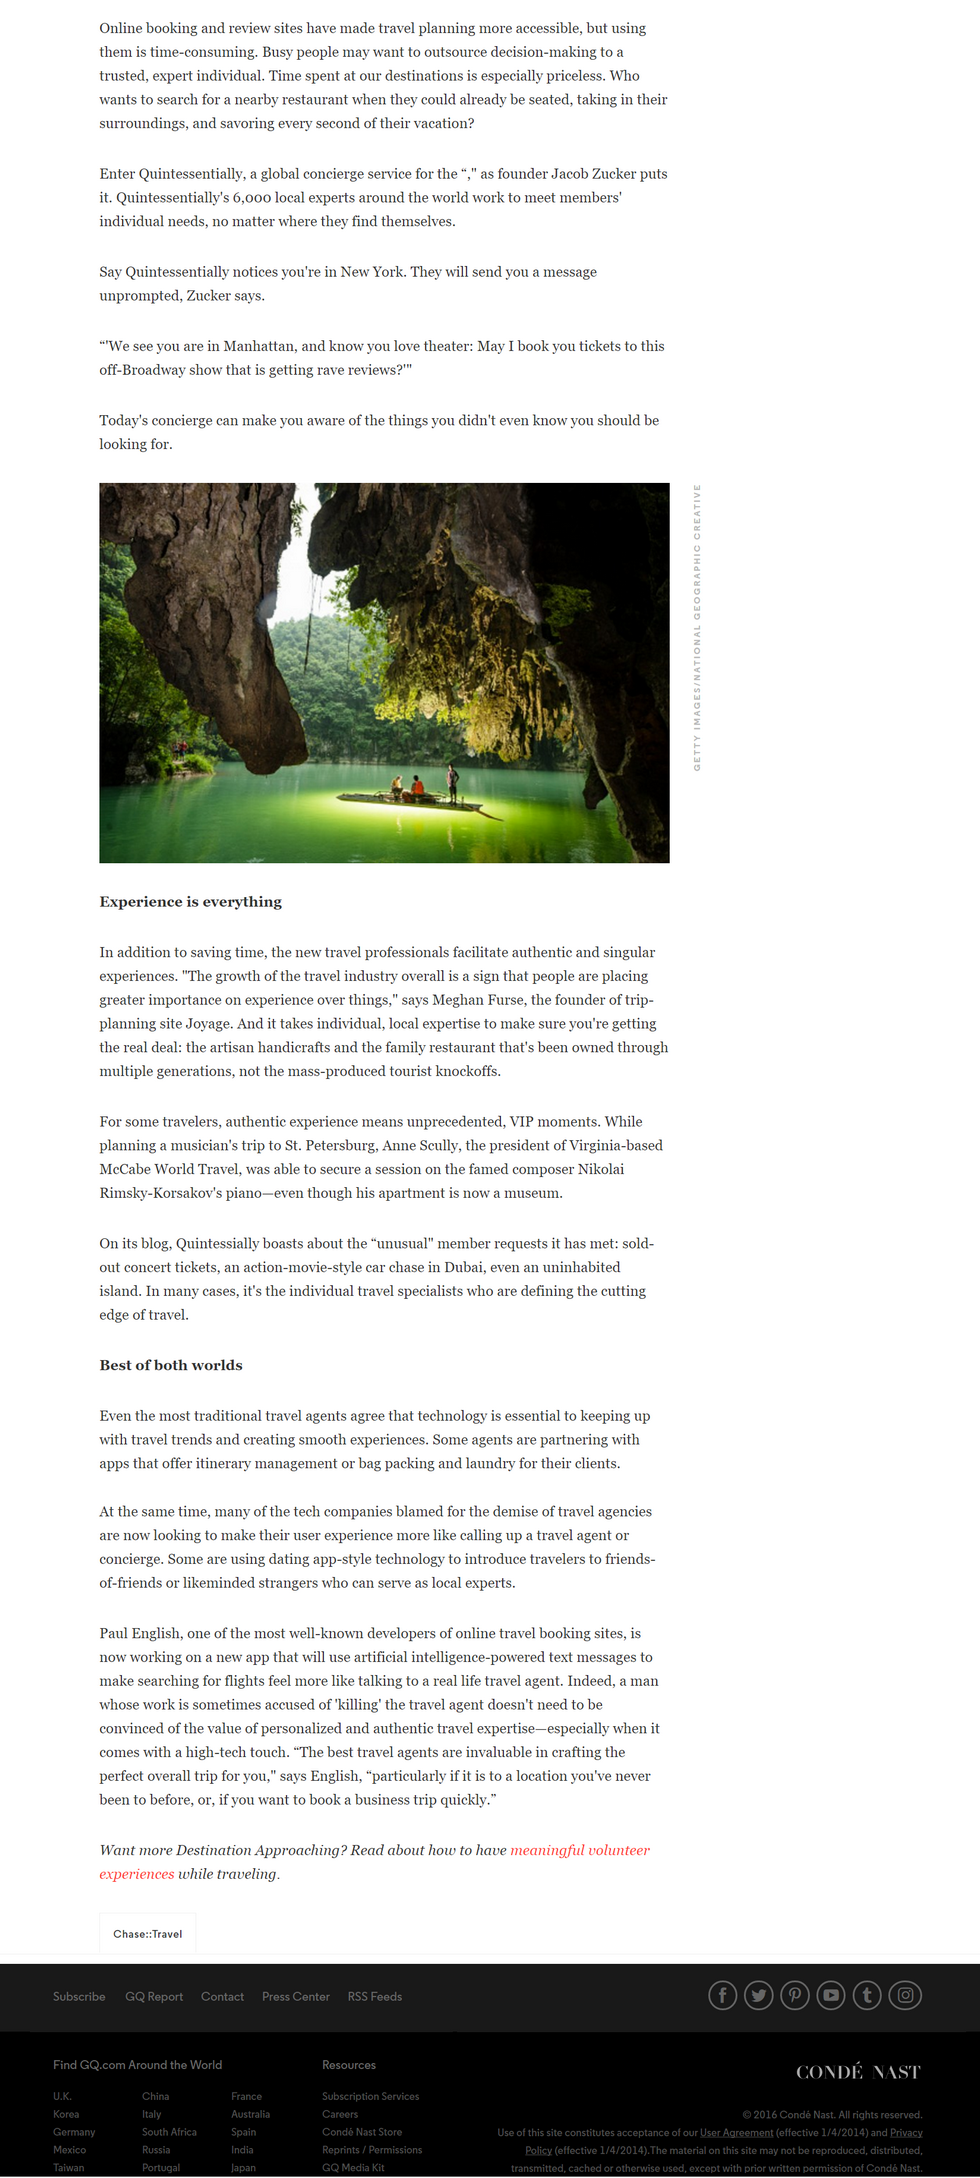 Online booking and review sites have made travel planning more accessible, but using
them is time-consuming. Busy people may want to outsource decision-making to a
trusted, expert individual. Time spent at our destinations is especially priceless. Who
wants to search for a nearby restaurant when they could already be seated, taking in their
surroundings, and savoring every second of their vacation?
Enter Quintessentially, a global concierge service for the “," as founder Jacob Zucker puts
it. Quintessentially's 6,000 local experts around the world work to meet members'
individual needs, no matter where they find themselves.
Say Quintessentially notices you're in New York. They will send you a message
unprompted, Zucker says.
“'We see you are in Manhattan, and know you love theater: May I book you tickets to this
off-Broadway show that is getting rave reviews?'"
Today's concierge can make you aware of the things you didn't even know you should be
looking for.
GETTY IMAGES/NATIONAL GEOGRAPHIC CREATIVE
Experience is everything
In addition to saving time, the new travel professionals facilitate authentic and singular
experiences. "The growth of the travel industry overall is a sign that people are placing
greater importance on experience over things," says Meghan Furse, the founder of trip-
planning site Joyage. And it takes individual, local expertise to make sure you're getting
the real deal: the artisan handicrafts and the family restaurant that's been owned through
multiple generations, not the mass-produced tourist knockoffs.
For some travelers, authentic experience means unprecedented, VIP moments. While
planning a musician's trip to St. Petersburg, Anne Scully, the president of Virginia-based
McCabe World Travel, was able to secure a session on the famed composer Nikolai
Rimsky-Korsakov's piano—even though his apartment is now a museum.
On its blog, Quintessially boasts about the “unusual" member requests it has met: sold-
out concert tickets, an action-movie-style car chase in Dubai, even an uninhabited
island. In many cases, it's the individual travel specialists who are defining the cutting
edge of travel.
Best of both worlds
Even the most traditional travel agents agree that technology is essential to keeping up
with travel trends and creating smooth experiences. Some agents are partnering with
apps that offer itinerary management or bag packing and laundry for their clients.
At the same time, many of the tech companies blamed for the demise of travel agencies
are now looking to make their user experience more like calling up a travel agent or
concierge. Some are using dating app-style technology to introduce travelers to friends-
of-friends or likeminded strangers who can serve as local experts.
Paul English, one of the most well-known developers of online travel booking sites, is
now working on a new app that will use artificial intelligence-powered text messages to
make searching for flights feel more like talking to a real life travel agent. Indeed, a man
whose work is sometimes accused of 'killing' the travel agent doesn't need to be
convinced of the value of personalized and authentic travel expertise—especially when it
comes with a high-tech touch. “The best travel agents are invaluable in crafting the
perfect overall trip for you," says English, “particularly if it is to a location you've never
been to before, or, if you want to book a business trip quickly.”
Want more Destination Approaching? Read about how to have meaningful volunteer
experiences while traveling.
Chase::Travel
Subscribe GQ Report Contact Press Center RSS Feeds
Find GQ.com Around the World
U.K. China France
Korea Italy Australia
Germany South Africa Spain
Mexico Russia India
Taiwan Portugal Japan
Resources
Subscription Services
Careers
Condé Nast Store
Reprints / Permissions
GQ Media Kit
CONDÉ NAST
© 2016 Condé Nast. All rights reserved.
Use of this site constitutes acceptance of our User Agreement (effective 1/4/2014) and Privacy
Policy (effective 1/4/2014).The material on this site may not be reproduced, distributed,
transmitted, cached or otherwise used, except with prior written permission of Condé Nast.